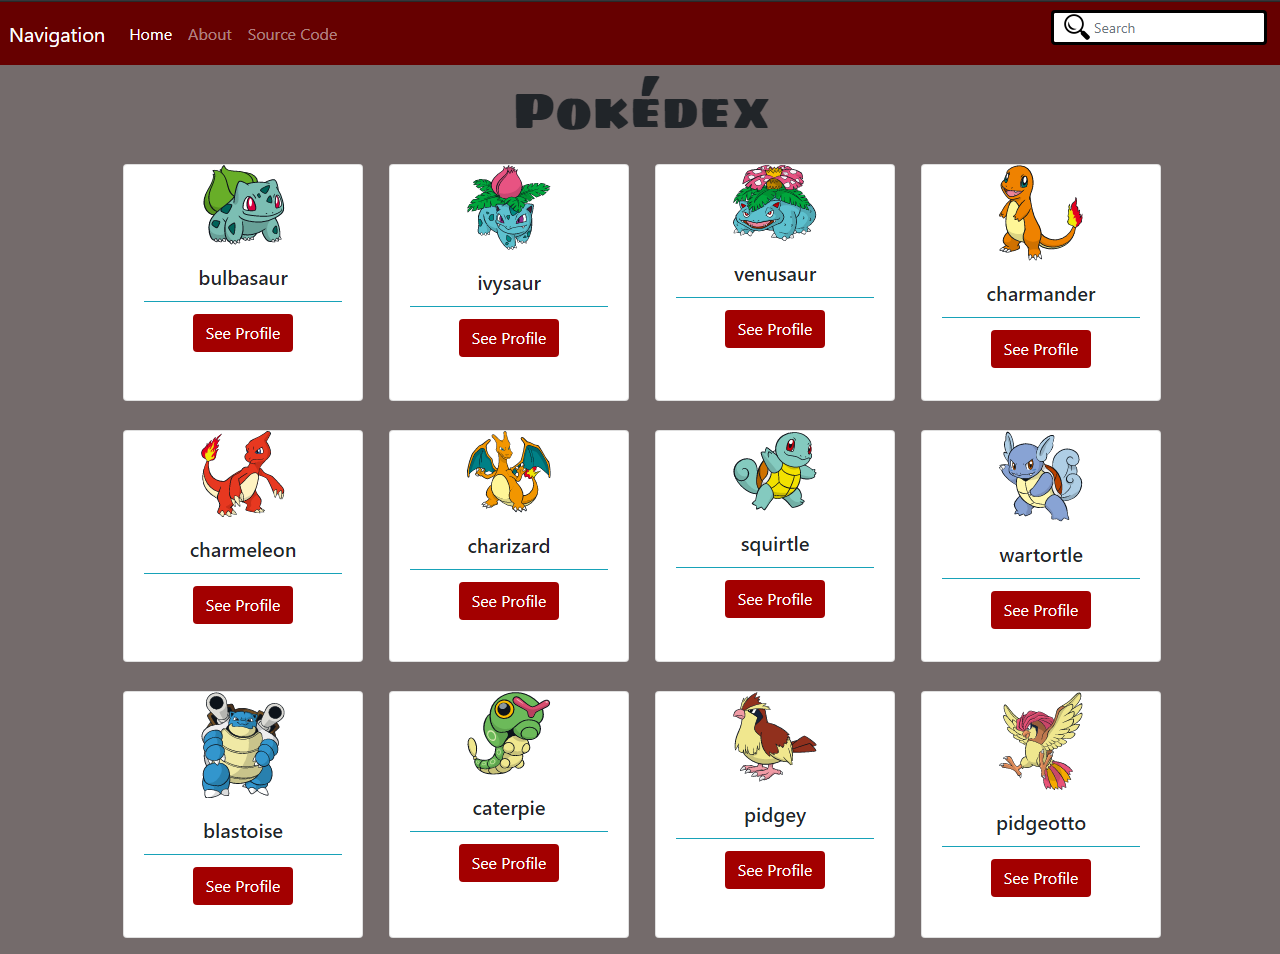 Navigation Home About Source Code Search
Pokédex
bulbasaur ivysaur venusaur charmander
See Profile See Profile See Profile See Profile
charmeleon charizard squirtle wartortle
See Profile See Profile See Profile See Profile
blastoise caterpie pidgey pidgeotto
See Profile See Profile See Profile See Profile